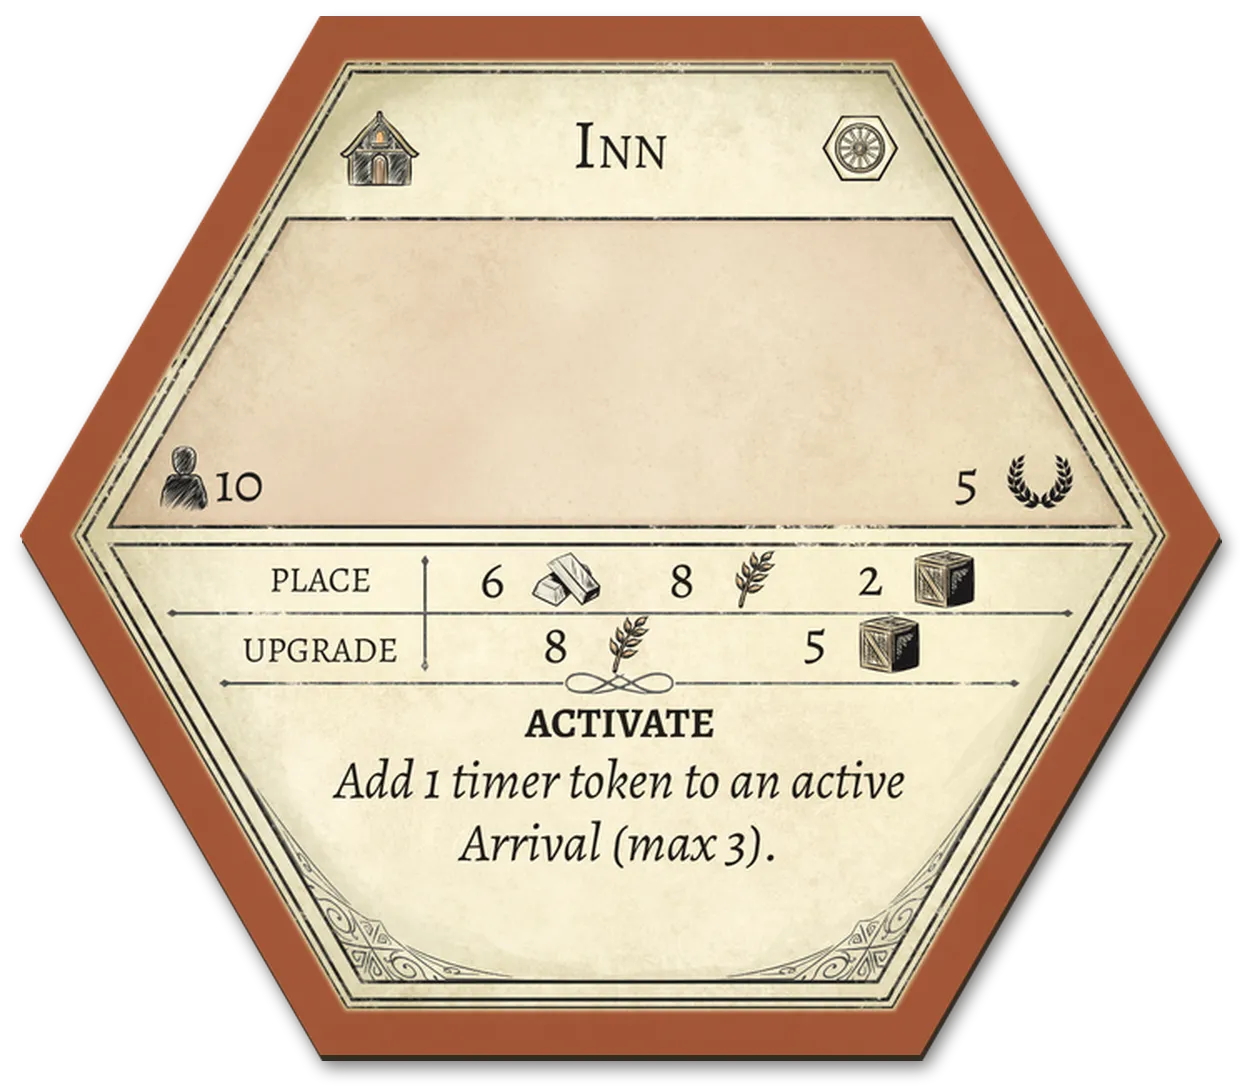 Inn
10 5
PLACE 6 8 2
UPGRADE 8 5
ACTIVATE
Add 1 timer token to an active
Arrival (max 3).